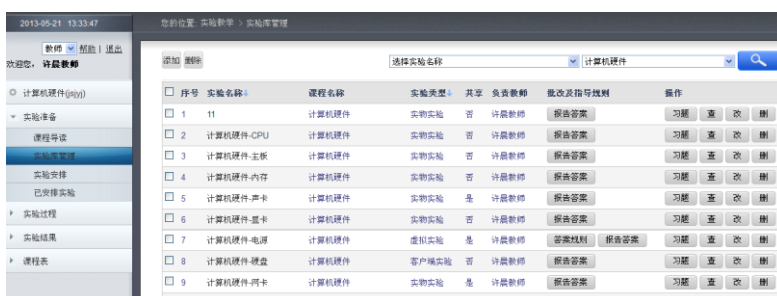 2013-05-21 13:33:47
您的位置: 实验教学 > 实验库管理
教师 帮助 | 退出
欢迎您， 许晨教师
添加 删除
选择实验名称 计算机硬件
计算机硬件(jsjyj)
实验准备
课程导读
实验库管理
实验安排
已安排实验
实验过程
实验结果
课程表
序号 实验名称 课程名称 实验类型 共享 负责教师 批改及指导规则 操作
1 11 计算机硬件 实物实验 否 许晨教师 报告答案 习题 查 改 删
2 计算机硬件-CPU 计算机硬件 实物实验 否 许晨教师 报告答案 习题 查 改 删
3 计算机硬件-主板 计算机硬件 实物实验 否 许晨教师 报告答案 习题 查 改 删
4 计算机硬件-内存 计算机硬件 实物实验 否 许晨教师 报告答案 习题 查 改 删
5 计算机硬件-声卡 计算机硬件 实物实验 是 许晨教师 报告答案 习题 查 改 删
6 计算机硬件-显卡 计算机硬件 实物实验 否 许晨教师 报告答案 习题 查 改 删
7 计算机硬件-电源 计算机硬件 虚拟实验 是 许晨教师 答案规则 报告答案 习题 查 改 删
8 计算机硬件-硬盘 计算机硬件 客户端实验 否 许晨教师 报告答案 习题 查 改 删
9 计算机硬件-网卡 计算机硬件 实物实验 是 许晨教师 报告答案 习题 查 改 删